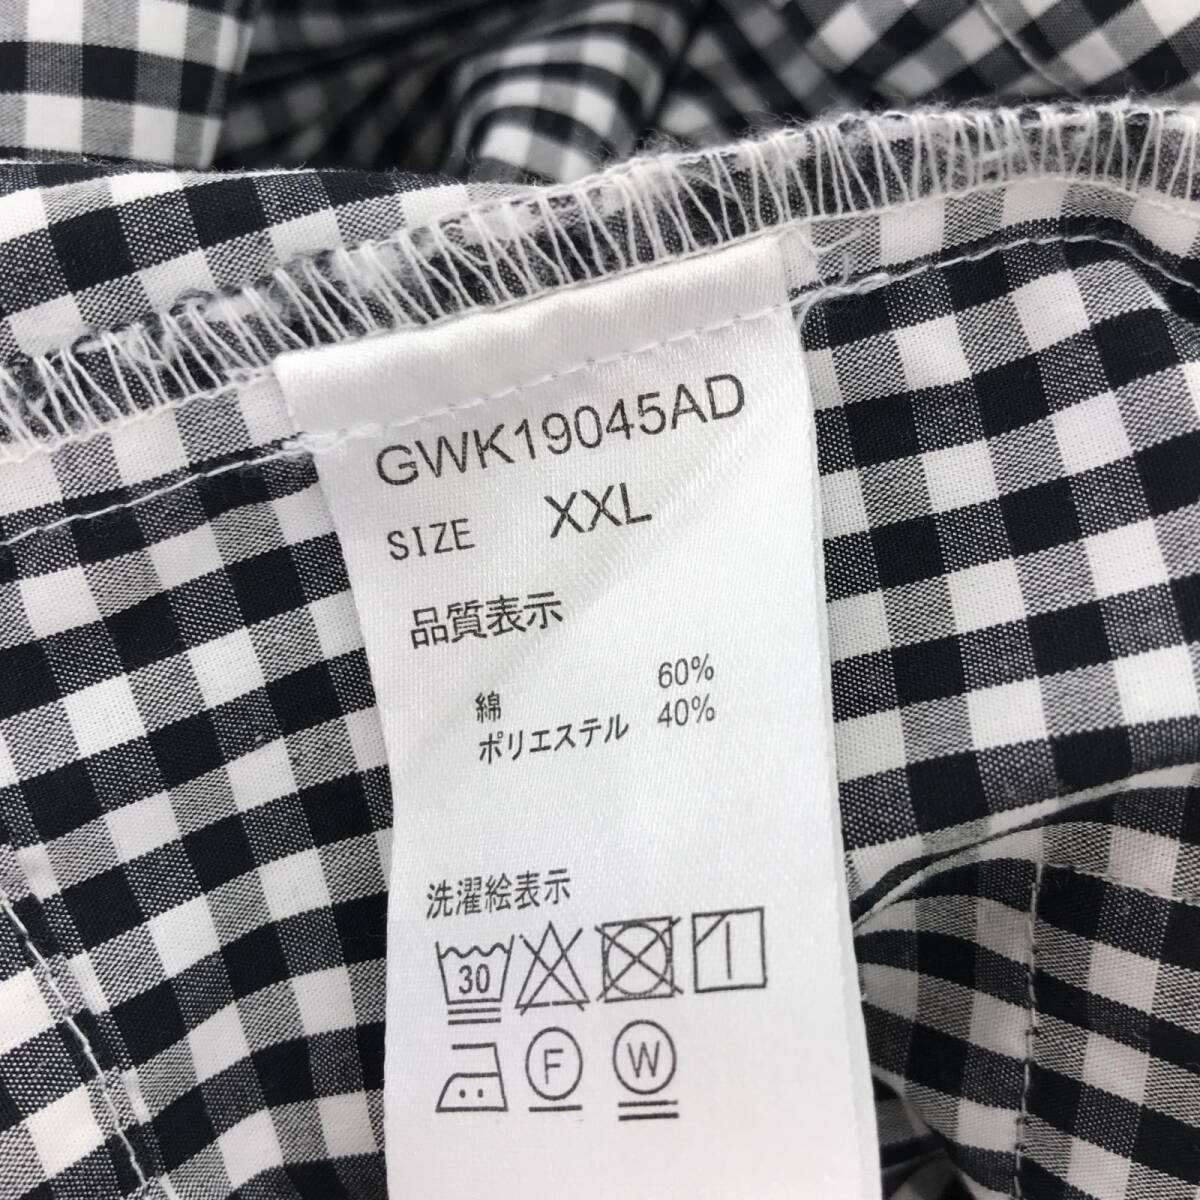 GWK19045AD
SIZE XXL
品質表示
綿 60%
ポリエステル 40%
洗濯絵表示
30
F W